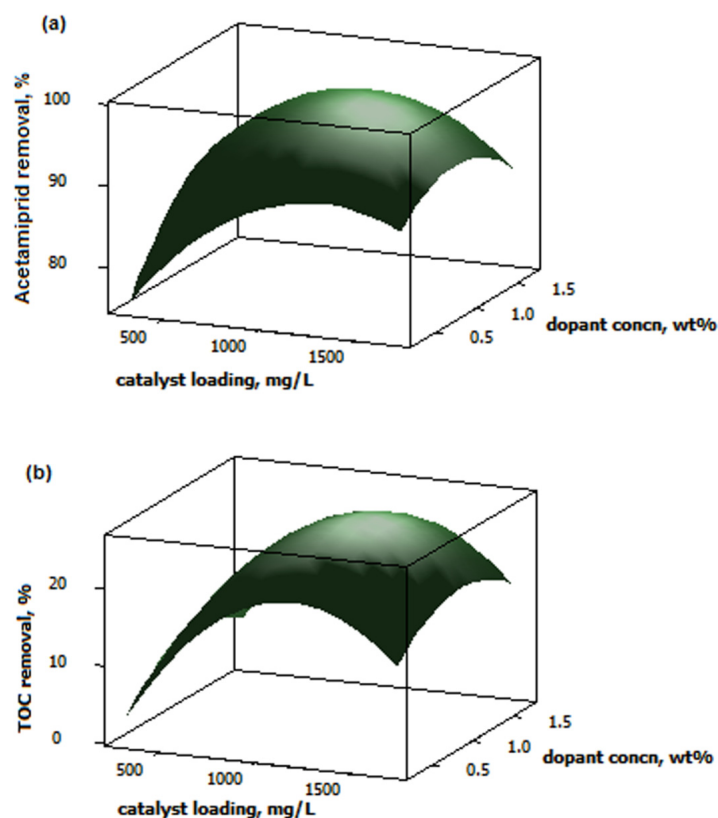 (a)
Acetamiprid removal, %
100
90
80
500
1000
1500
0.5
1.0
1.5
catalyst loading, mg/L
dopant concn, wt%
(b)
TOC removal, %
20
10
0
500
1000
1500
0.5
1.0
1.5
catalyst loading, mg/L
dopant concn, wt%